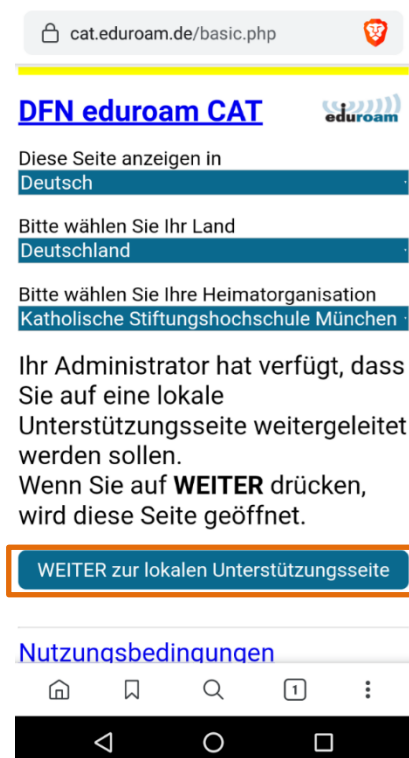 cat.eduroam.de/basic.php
DFN eduroam CAT
eduroam
Diese Seite anzeigen in
Deutsch
Bitte wählen Sie Ihr Land
Deutschland
Bitte wählen Sie Ihre Heimatorganisation
Katholische Stiftungshochschule München
Ihr Administrator hat verfügt, dass
Sie auf eine lokale
Unterstützungsseite weitergeleitet
werden sollen.
Wenn Sie auf WEITER drücken,
wird diese Seite geöffnet.
WEITER zur lokalen Unterstützungsseite
Nutzungsbedingungen
1